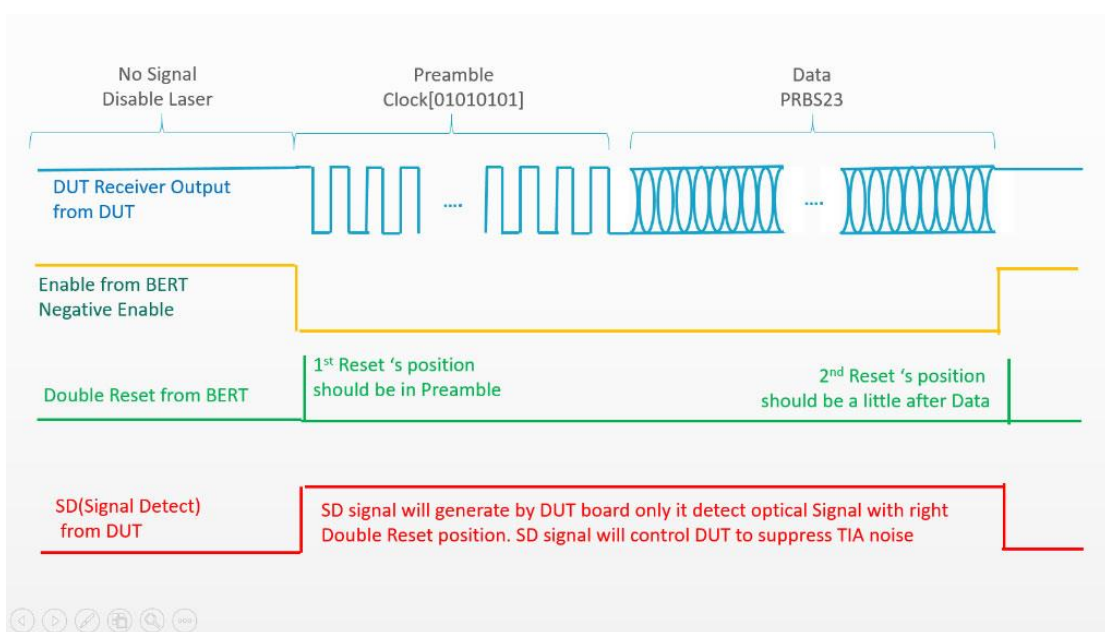 No Signal
Disable Laser
Preamble
Clock[01010101]
Data
PRBS23
DUT Receiver Output
from DUT
....
....
Enable from BERT
Negative Enable
Double Reset from BERT
1st Reset ‘s position
should be in Preamble
2nd Reset ‘s position
should be a little after Data
SD(Signal Detect)
from DUT
SD signal will generate by DUT board only it detect optical Signal with right
Double Reset position. SD signal will control DUT to suppress TIA noise